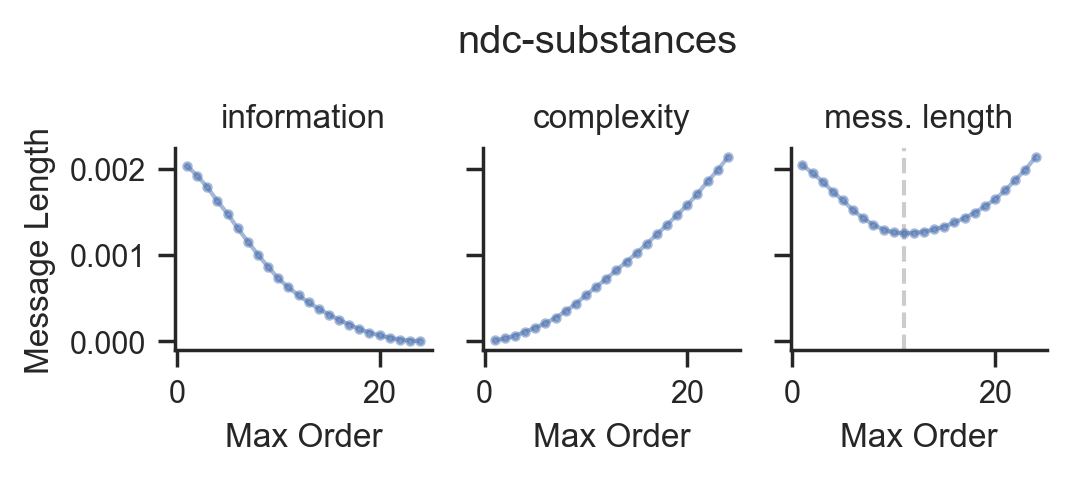 ndc-substances
information
complexity
mess. length
Message Length
0.002
0.001
0.000
0
20
0
20
0
20
Max Order
Max Order
Max Order